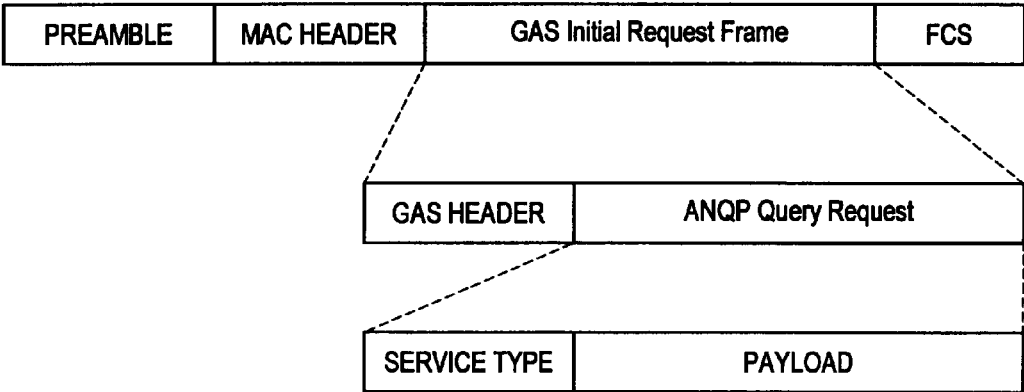 PREAMBLE MAC HEADER GAS Initial Request Frame FCS
GAS HEADER ANQP Query Request
SERVICE TYPE PAYLOAD